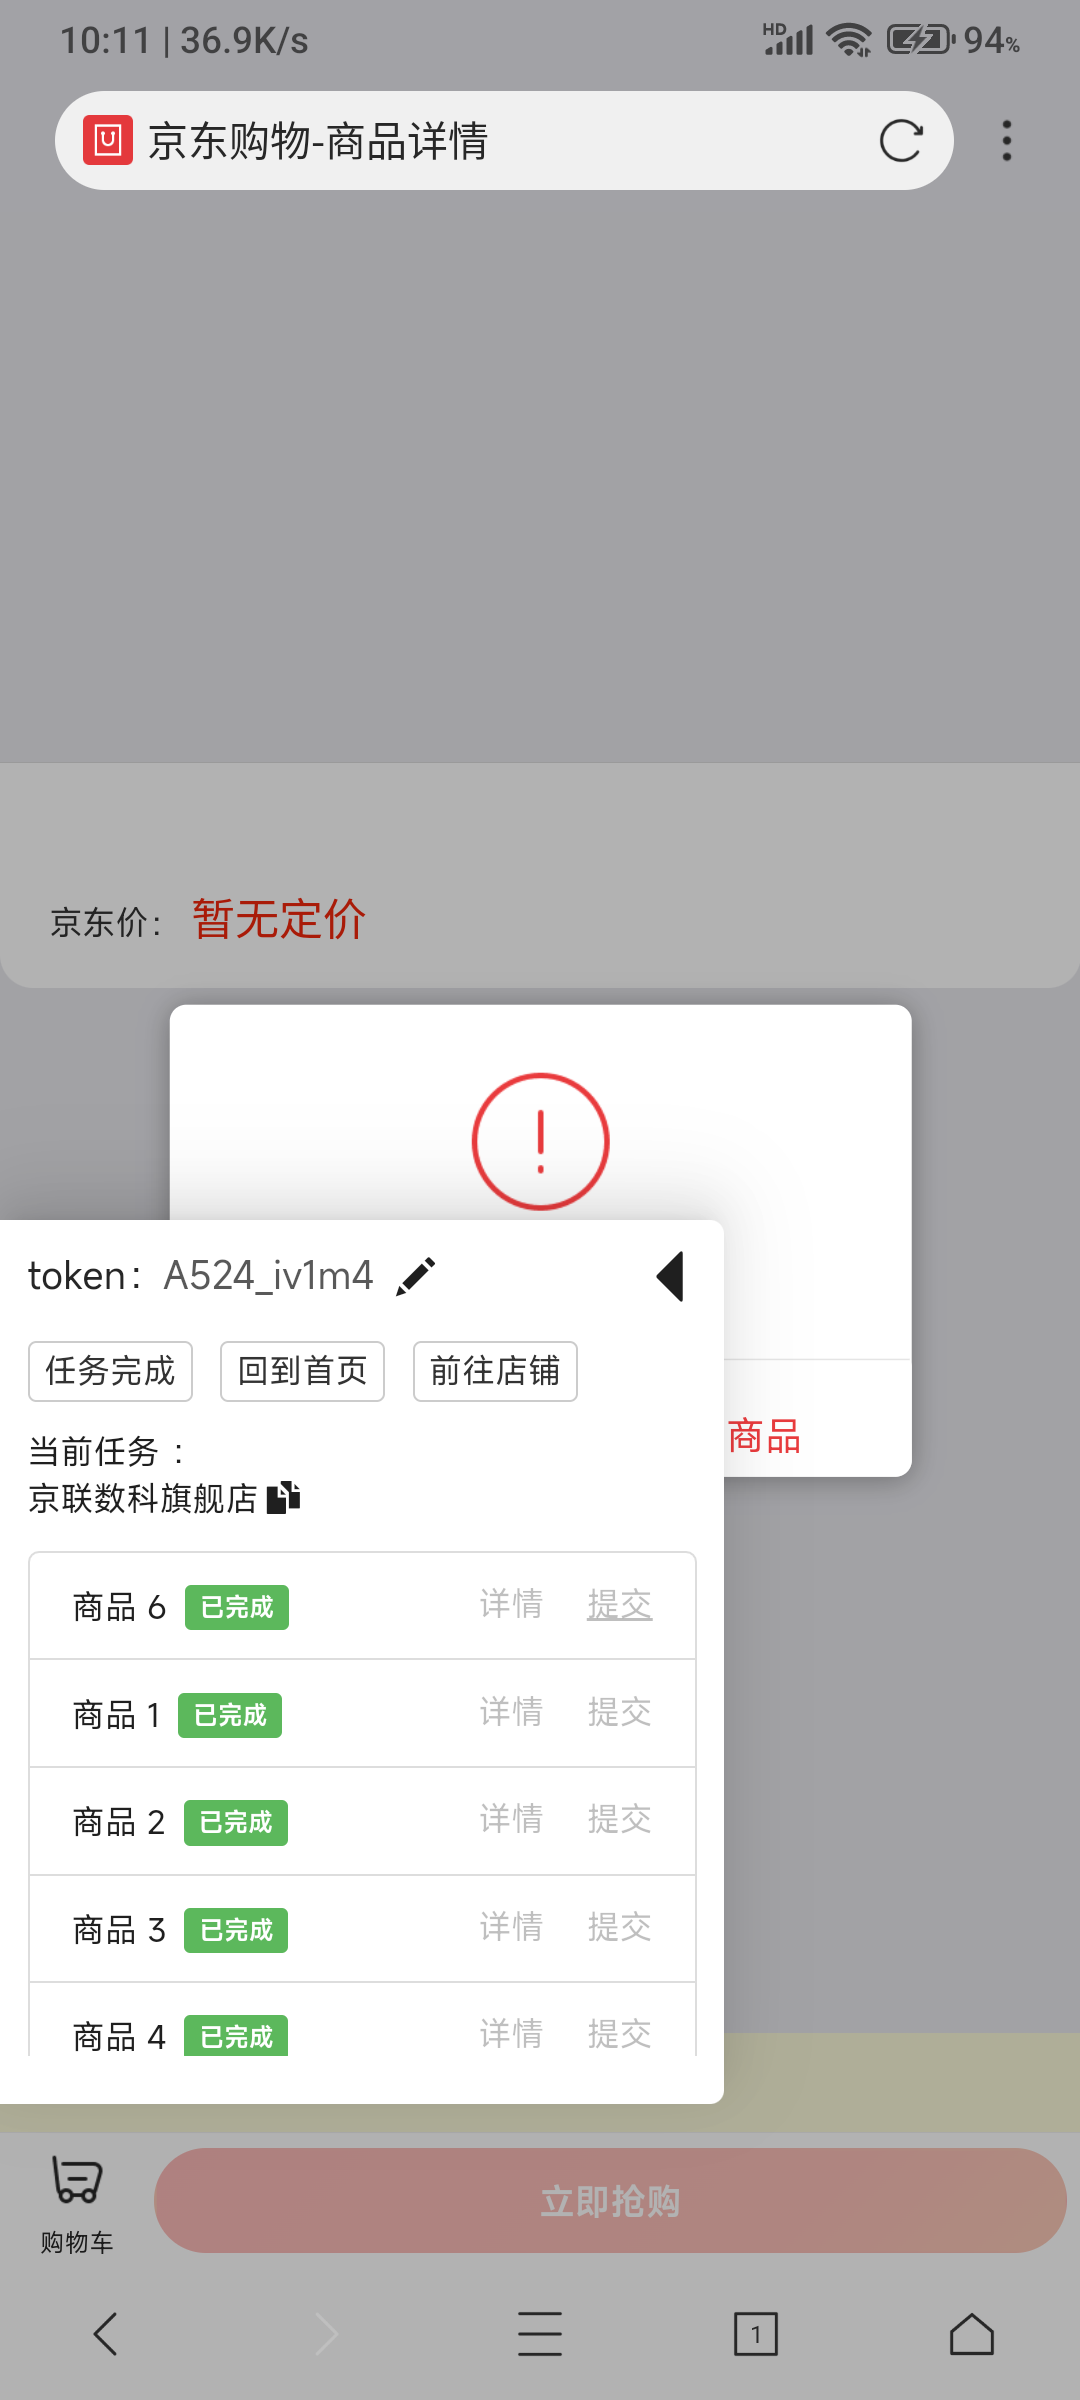 10:11 | 36.9K/s HD 94%
京东购物-商品详情
京东价： 暂无定价
token： A524_iv1m4
任务完成 回到首页 前往店铺
当前任务 ：
商品
京联数科旗舰店
商品 6 已完成 详情 提交
商品 1 已完成 详情 提交
商品 2 已完成 详情 提交
商品 3 已完成 详情 提交
商品 4 已完成 详情 提交
购物车 立即抢购
1